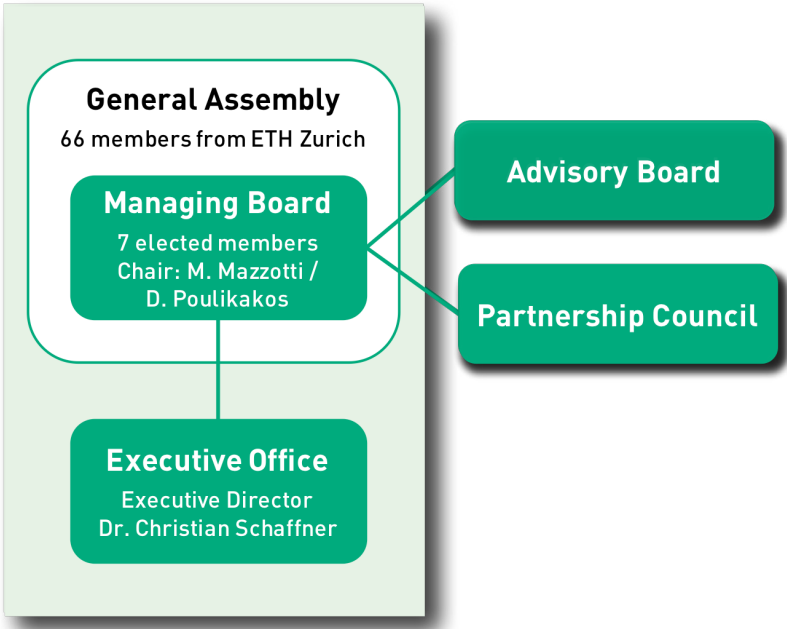 General Assembly
66 members from ETH Zurich
Managing Board
7 elected members
Chair: M. Mazzotti /
D. Poulikakos
Advisory Board
Partnership Council
Executive Office
Executive Director
Dr. Christian Schaffner